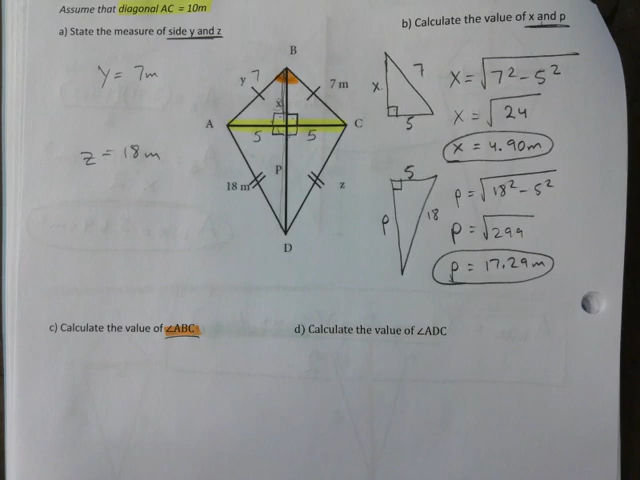 Assume that diagonal AC = 10m
a) State the measure of side y and z
b) Calculate the value of x and p
y = 7m
z = 18m
B
y 7
7 m
x
A
C
5
5
p
18 m
z
D
x
7
5
x = √7² - 5²
x = √24
x = 4.90m
5
p
18
p = √18² - 5²
p = √299
p = 17.29m
c) Calculate the value of ∠ABC
d) Calculate the value of ∠ADC